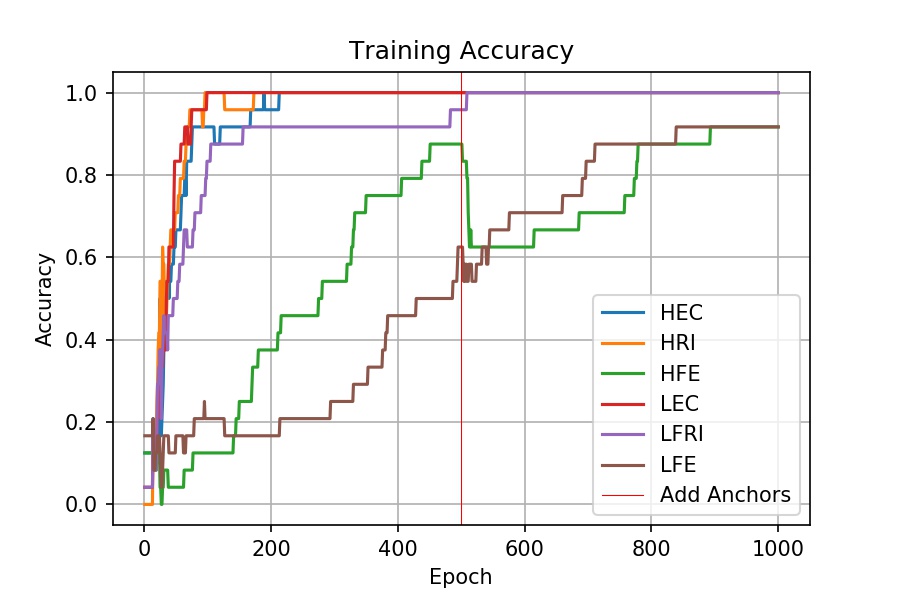 Training Accuracy
1.0
0.8
0.6
0.4
0.2
0.0
Accuracy
HEC
HRI
HFE
LEC
LFRI
LFE
Add Anchors
0 200 400 600 800 1000
Epoch